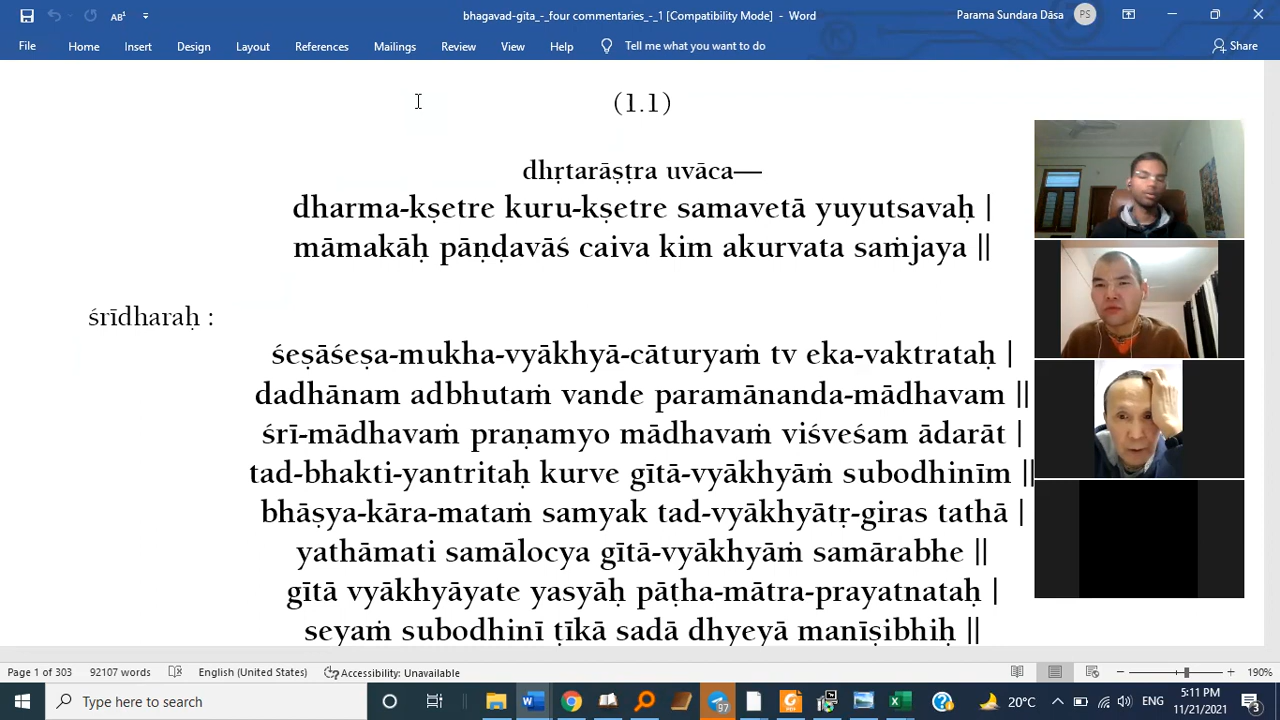 bhagavad-gita_-_four commentaries_-_1 [Compatibility Mode] - Word
Parama Sundara Dāsa
PS
File
Home
Insert
Design
Layout
References
Mailings
Review
View
Help
Tell me what you want to do
Share
(1.1)
dhṛtarāṣṭra uvāca—
dharma-kṣetre kuru-kṣetre samavetā yuyutsavaḥ |
māmakāḥ pāṇḍavāś caiva kim akurvata saṁjaya ||
śrīdharaḥ :
śeṣāśeṣa-mukha-vyākhyā-cāturyaṁ tv eka-vaktrataḥ |
dadhānam adbhutaṁ vande paramānanda-mādhavam ||
śrī-mādhavaṁ praṇamyo mādhavaṁ viśveśam ādarāt |
tad-bhakti-yantritaḥ kurve gītā-vyākhyāṁ subodhinīm ||
bhāṣya-kāra-mataṁ samyak tad-vyākhyātṛ-giras tathā |
yathāmati samālocya gītā-vyākhyāṁ samārabhe ||
gītā vyākhyāyate yasyāḥ pāṭha-mātra-prayatnataḥ |
seyaṁ subodhinī ṭīkā sadā dhyeyā manīṣibhiḥ ||
Page 1 of 303
92107 words
English (United States)
Accessibility: Unavailable
190%
Type here to search
97
20°C
ENG
5:11 PM
11/21/2021
3